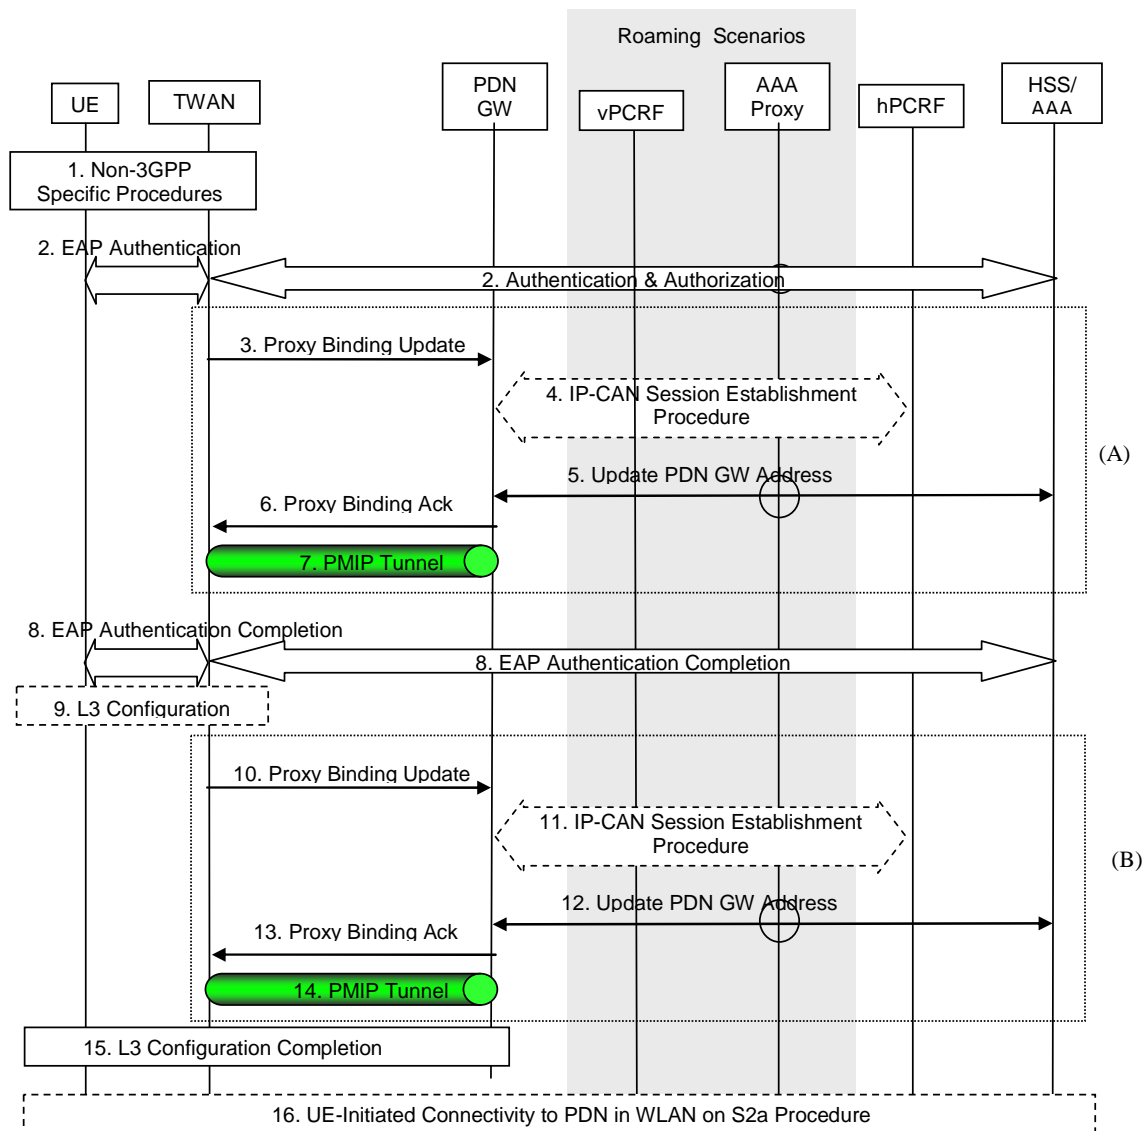 Roaming Scenarios
UE
TWAN
PDN
GW
vPCRF
AAA
Proxy
hPCRF
HSS/
AAA
1. Non-3GPP
Specific Procedures
2. EAP Authentication
2. Authentication & Authorization
3. Proxy Binding Update
4. IP-CAN Session Establishment
Procedure
(A)
5. Update PDN GW Address
6. Proxy Binding Ack
7. PMIP Tunnel
8. EAP Authentication Completion
8. EAP Authentication Completion
9. L3 Configuration
10. Proxy Binding Update
11. IP-CAN Session Establishment
Procedure
(B)
12. Update PDN GW Address
13. Proxy Binding Ack
14. PMIP Tunnel
15. L3 Configuration Completion
16. UE-Initiated Connectivity to PDN in WLAN on S2a Procedure